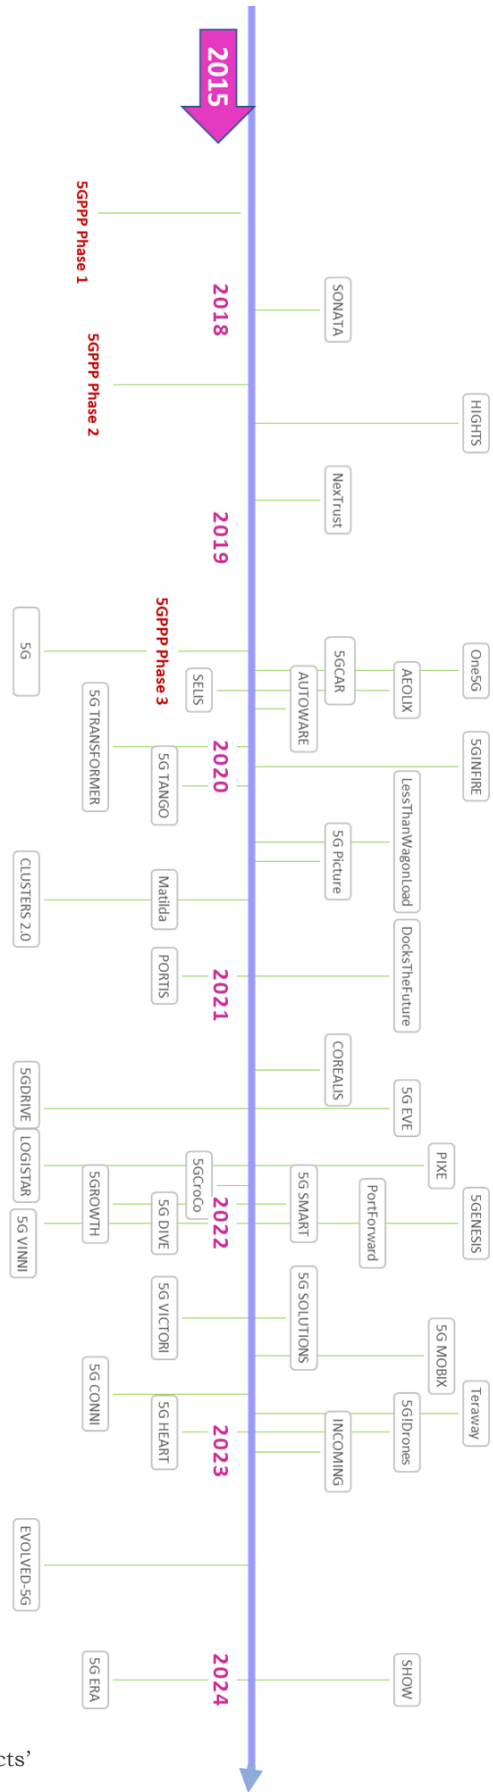 2015
5GPPP Phase 1
2018
SONATA
5GPPP Phase 2
HIGHTS
NexTrust
2019
5GPPP Phase 3
5G
5GCAR
One5G
AEOLIX
SELIS
AUTOWARE
5G TRANSFORMER
2020
5GINFIRE
5G TANGO
LessThanWagonLoad
5G Picture
CLUSTERS 2.0
Matilda
DocksTheFuture
PORTIS
2021
COREALIS
5GDRIVE
5G EVE
LOGISTAR
PIXE
5GCroCo
5GROWTH
5G SMART
5G DIVE
2022
PortForward
5GENESIS
5G VINNI
5G VICTORI
5G SOLUTIONS
5G MOBIX
5G CONNI
Teraway
5G HEART
5G!Drones
2023
INCOMING
EVOLVED-5G
5G ERA
2024
SHOW
cts’